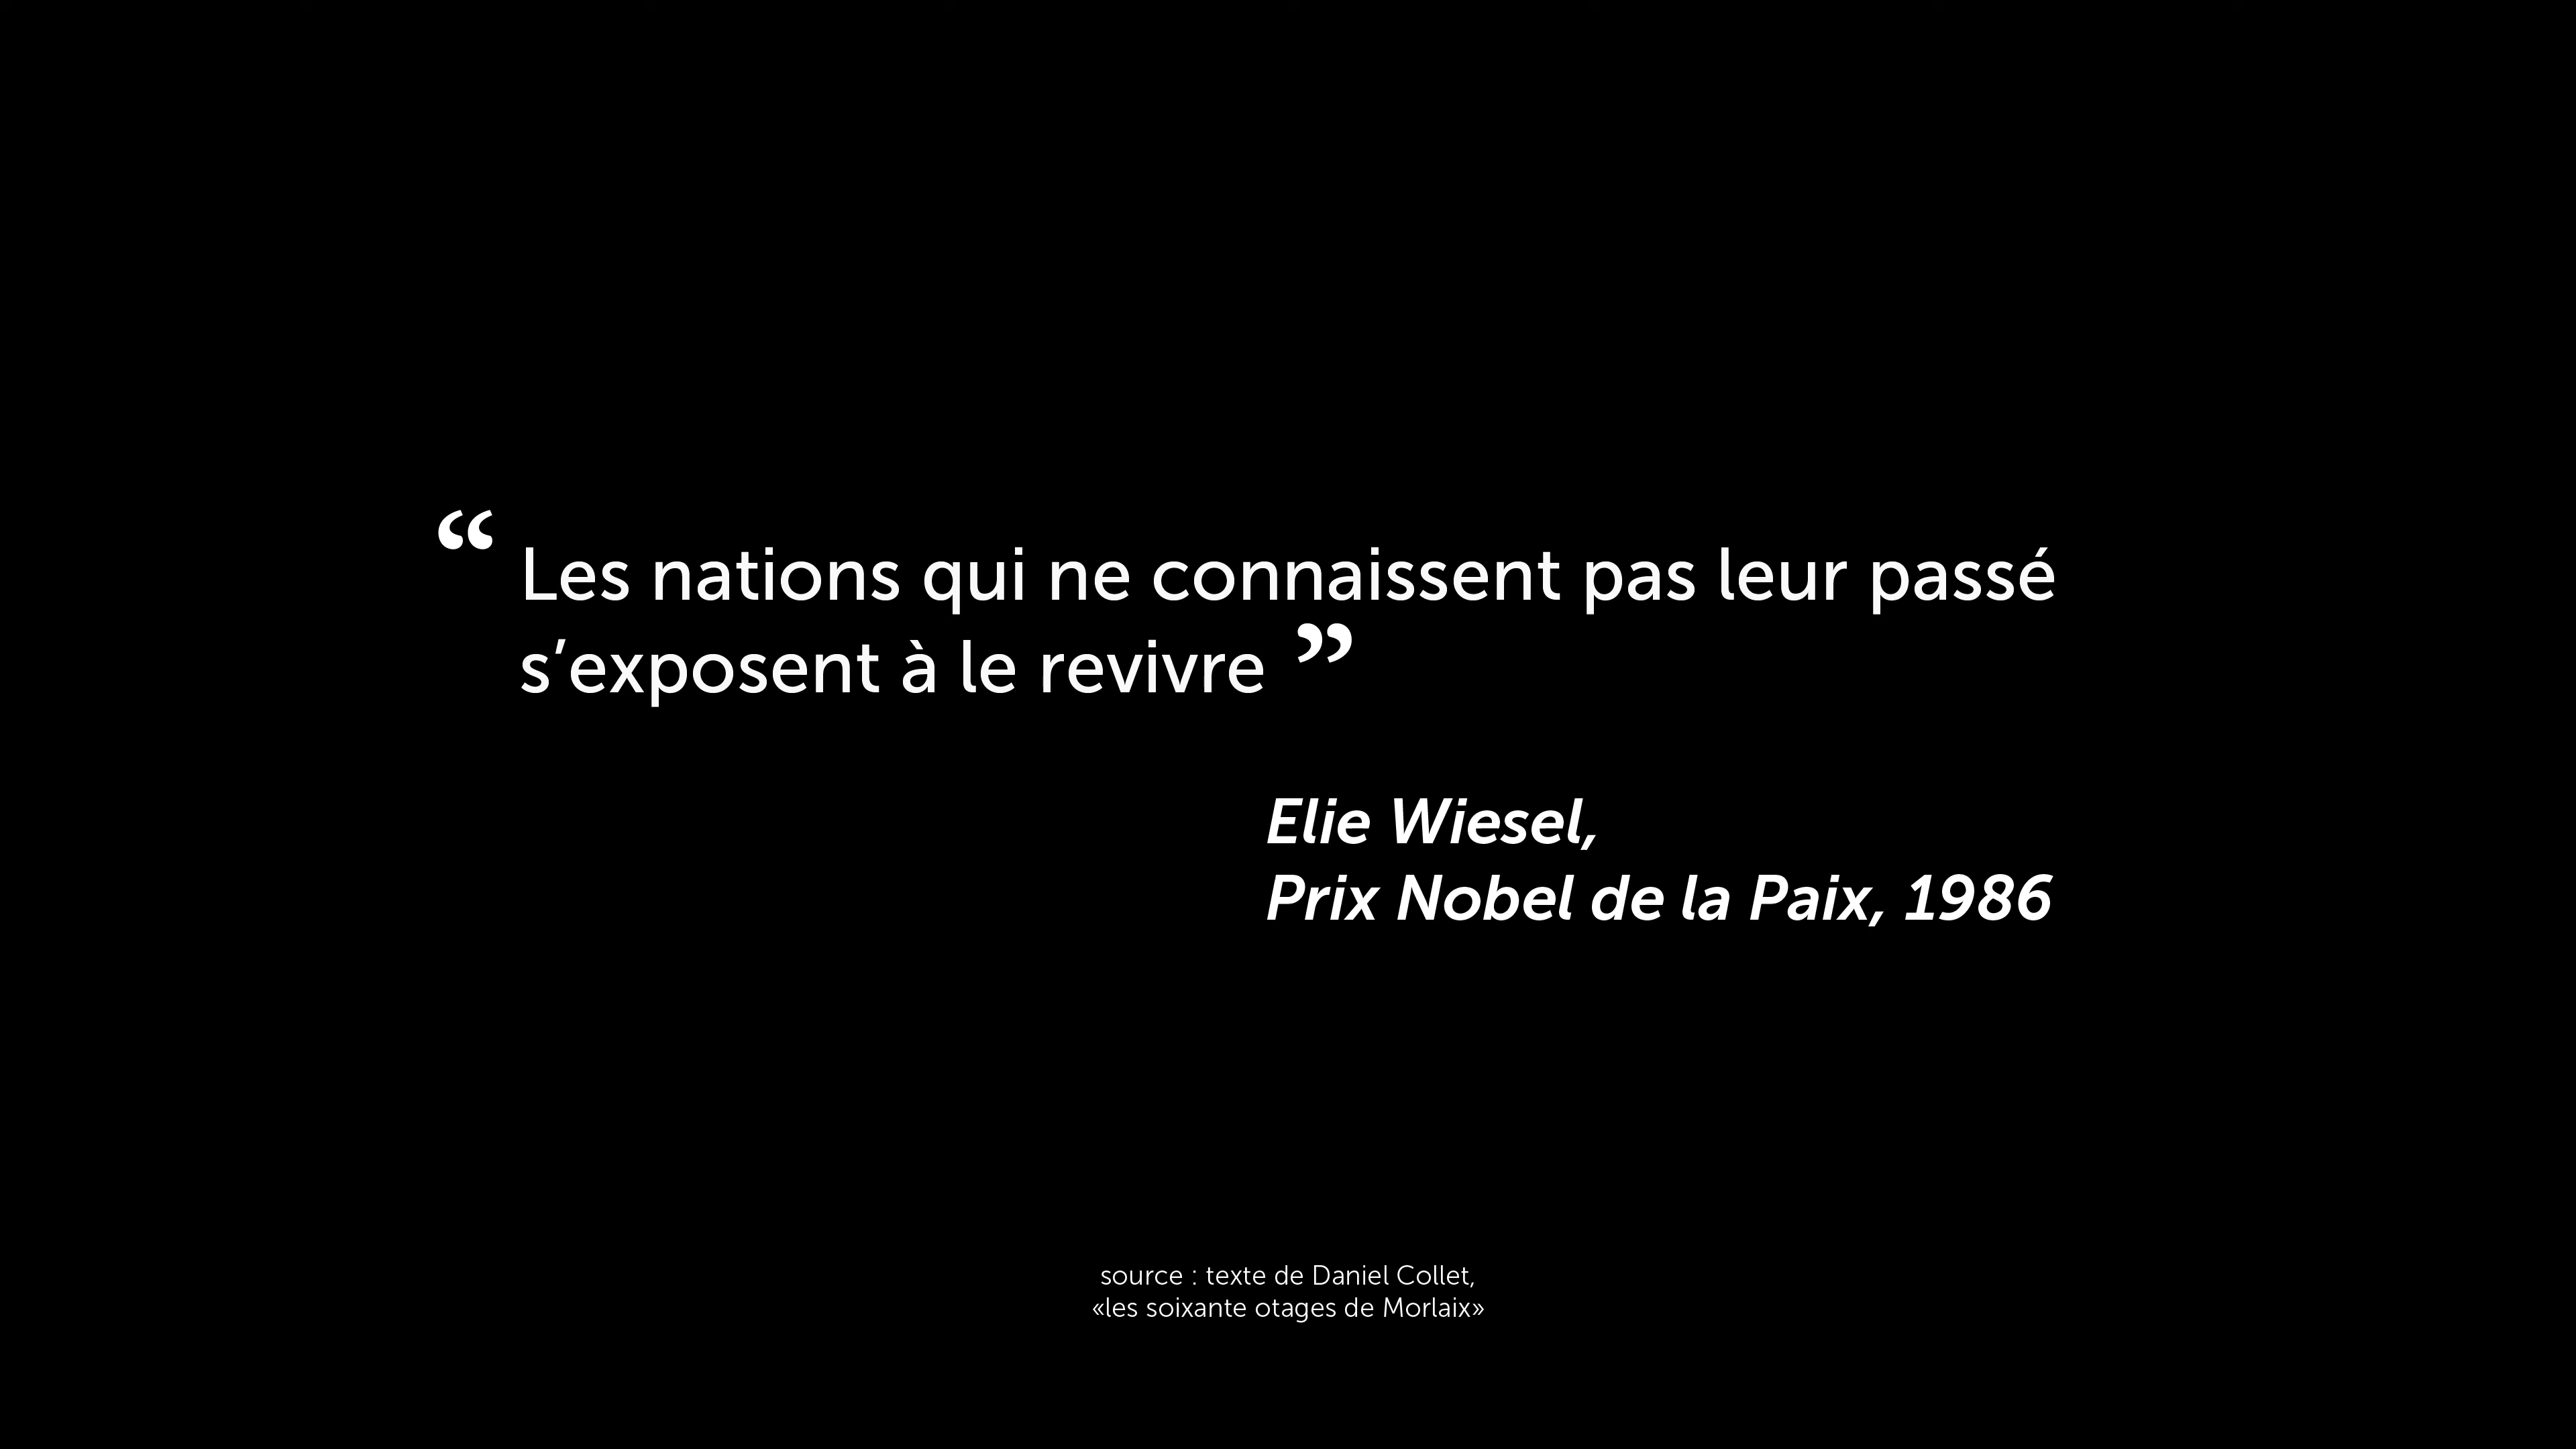 “ Les nations qui ne connaissent pas leur passé
s’exposent à le revivre ”
Elie Wiesel,
Prix Nobel de la Paix, 1986
source : texte de Daniel Collet,
«les soixante otages de Morlaix»